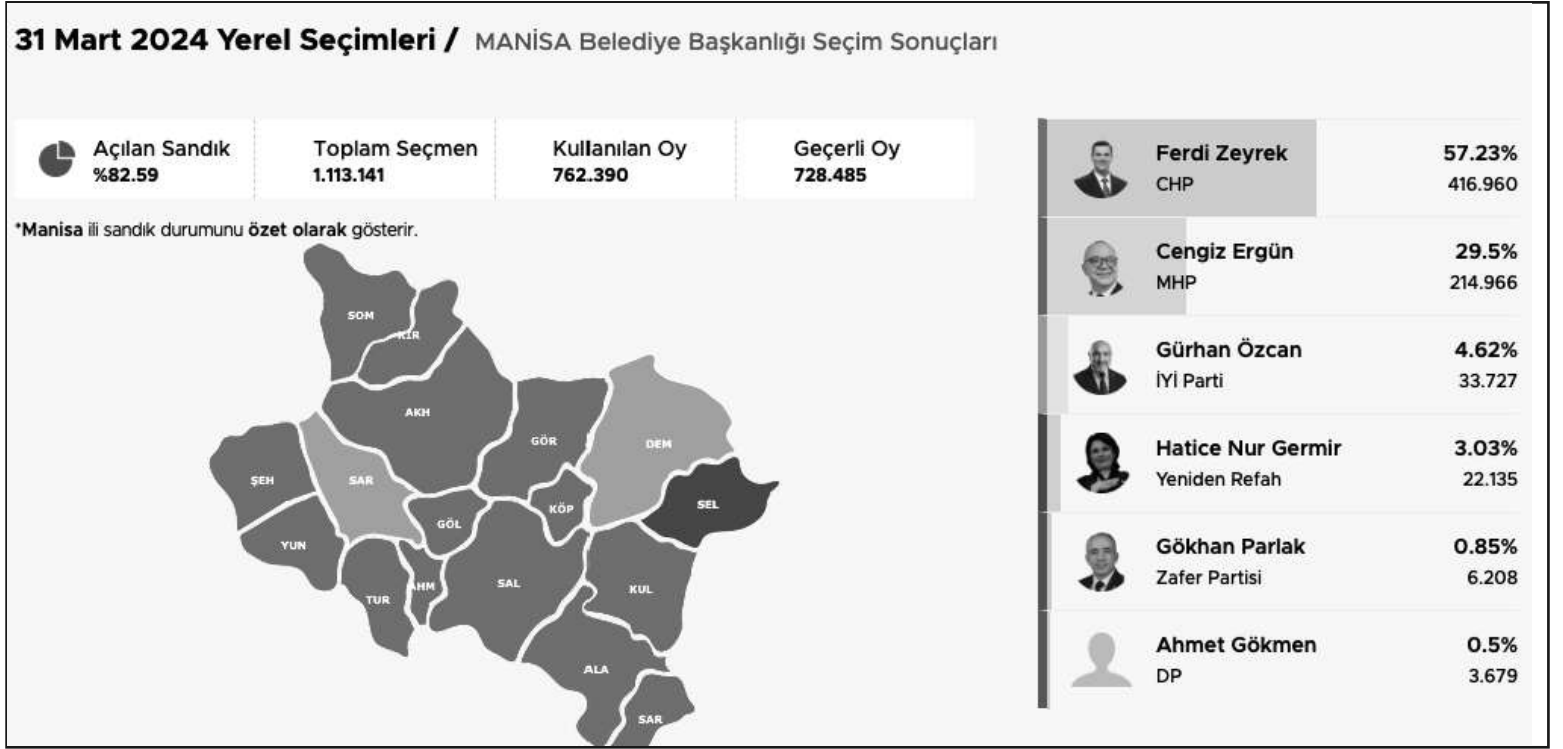 31 Mart 2024 Yerel Seçimleri / MANİSA Belediye Başkanlığı Seçim Sonuçları
Açılan Sandık
%82.59
Toplam Seçmen
1.113.141
Kullanılan Oy
762.390
Geçerli Oy
728.485
*Manisa ili sandık durumunu özet olarak gösterir.
SOM
KIR
AKH
GÖR
DEM
ŞEH
SAR
SEL
GÖL
KÖP
YUN
SAL
KUL
TUR
AHM
ALA
SAR
Ferdi Zeyrek 57.23%
CHP 416.960
Cengiz Ergün 29.5%
MHP 214.966
Gürhan Özcan 4.62%
İYİ Parti 33.727
Hatice Nur Germir 3.03%
Yeniden Refah 22.135
Gökhan Parlak 0.85%
Zafer Partisi 6.208
Ahmet Gökmen 0.5%
DP 3.679